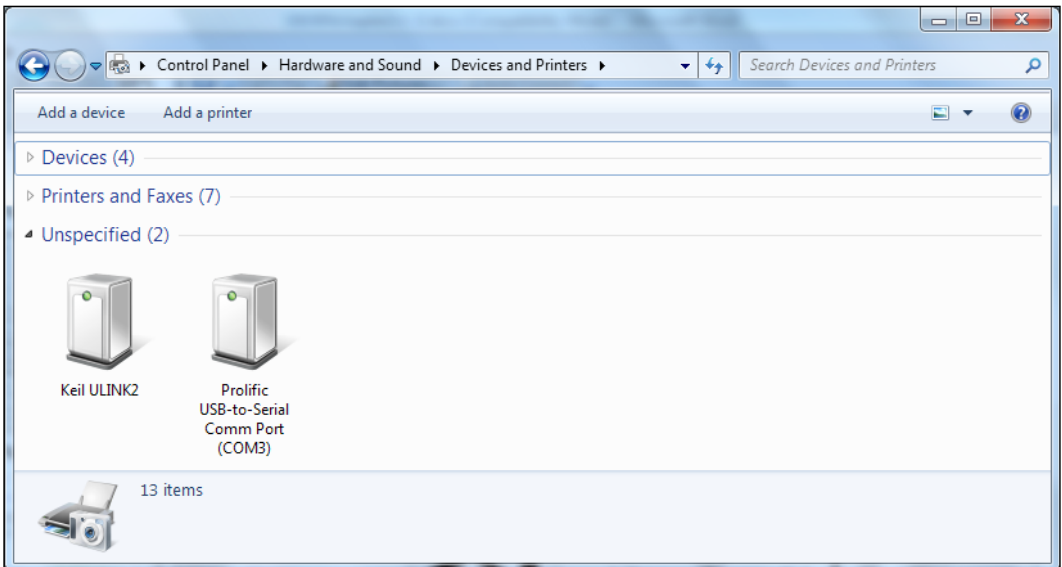 Control Panel Hardware and Sound Devices and Printers Search Devices and Printers
Add a device Add a printer
Devices (4)
Printers and Faxes (7)
Unspecified (2)
Keil ULINK2
Prolific
USB-to-Serial
Comm Port
(COM3)
13 items